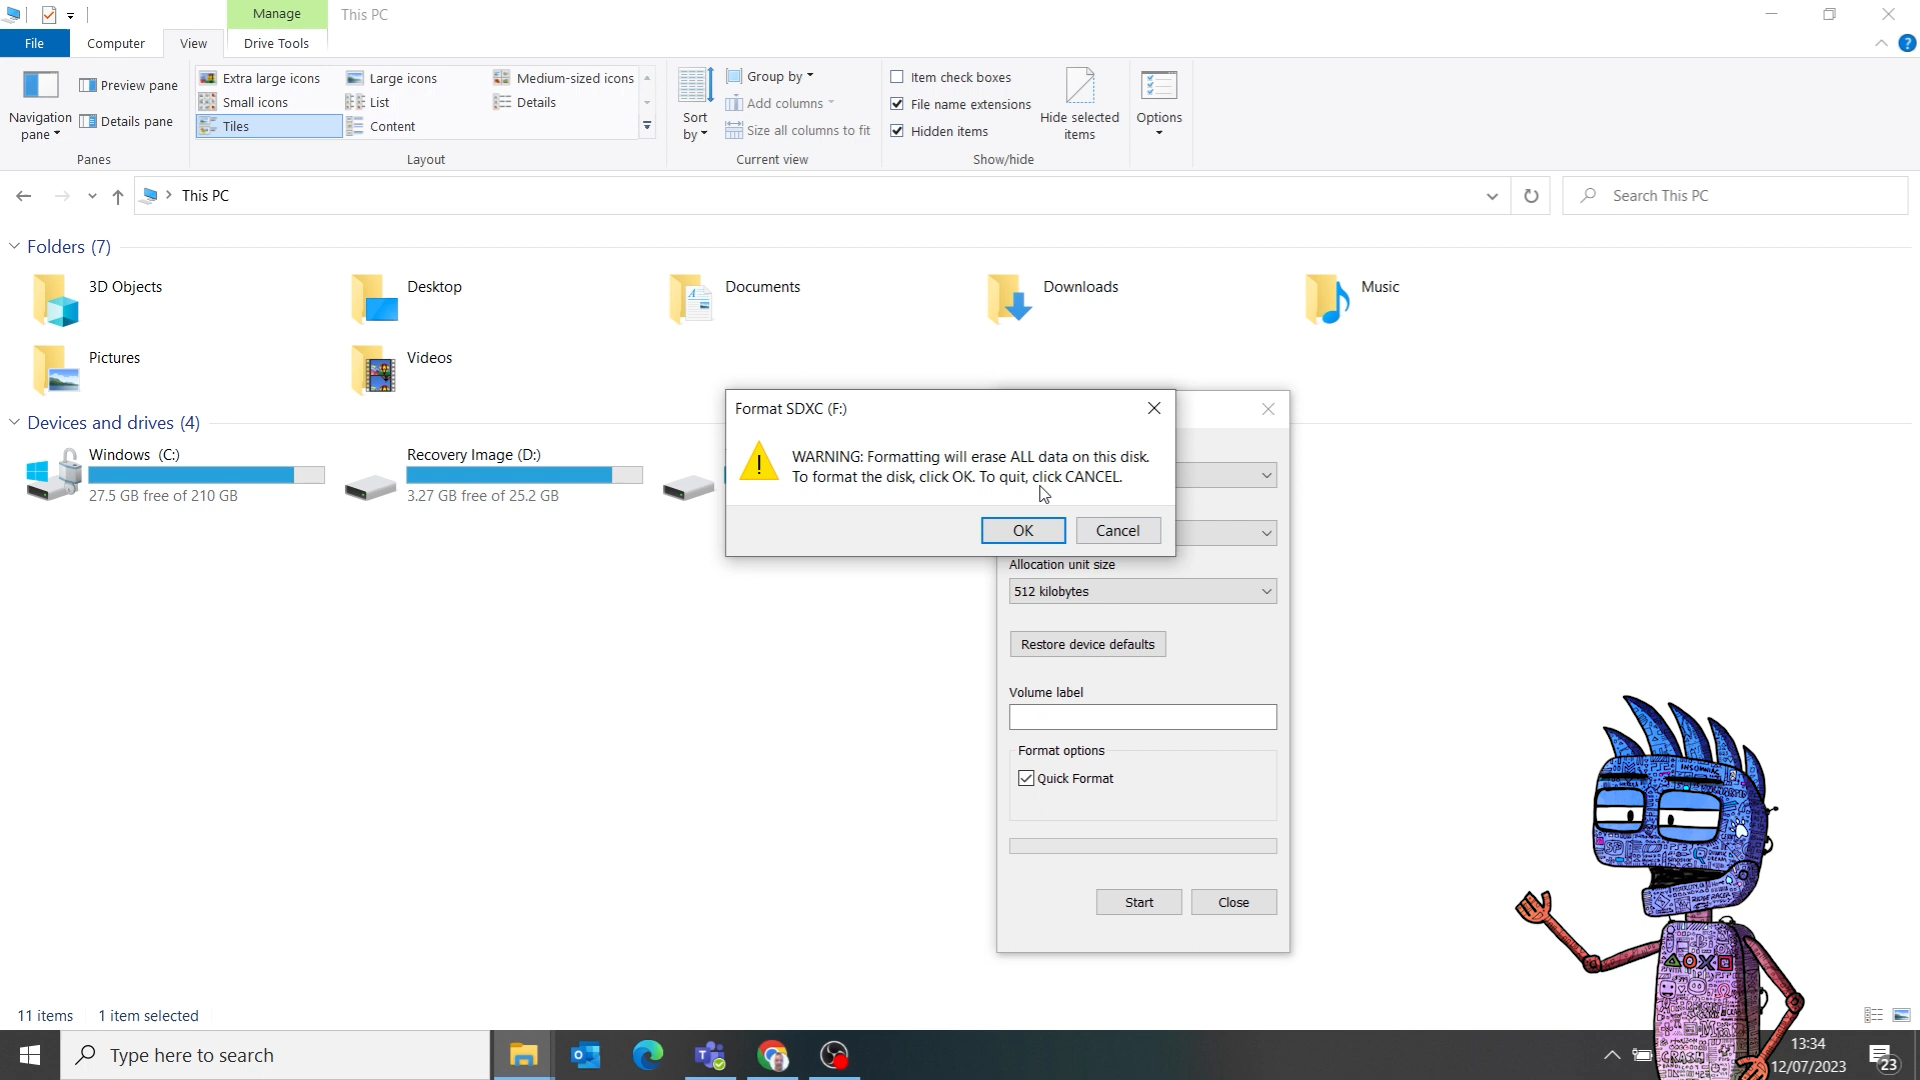 Manage
This PC
File
Computer
View
Drive Tools
Navigation pane
Preview pane
Details pane
Panes
Extra large icons
Large icons
Medium-sized icons
Small icons
List
Details
Tiles
Content
Layout
Sort by
Group by
Add columns
Size all columns to fit
Current view
Item check boxes
File name extensions
Hidden items
Hide selected items
Show/hide
Options
This PC
Search This PC
Folders (7)
3D Objects
Desktop
Documents
Downloads
Music
Pictures
Videos
Devices and drives (4)
Windows (C:)
27.5 GB free of 210 GB
Recovery Image (D:)
3.27 GB free of 25.2 GB
Format SDXC (F:)
WARNING: Formatting will erase ALL data on this disk.
To format the disk, click OK. To quit, click CANCEL.
OK
Cancel
Allocation unit size
512 kilobytes
Restore device defaults
Volume label
Format options
Quick Format
Start
Close
INSOMNIAC
CRASH
11 items
1 item selected
Type here to search
13:34
12/07/2023
23